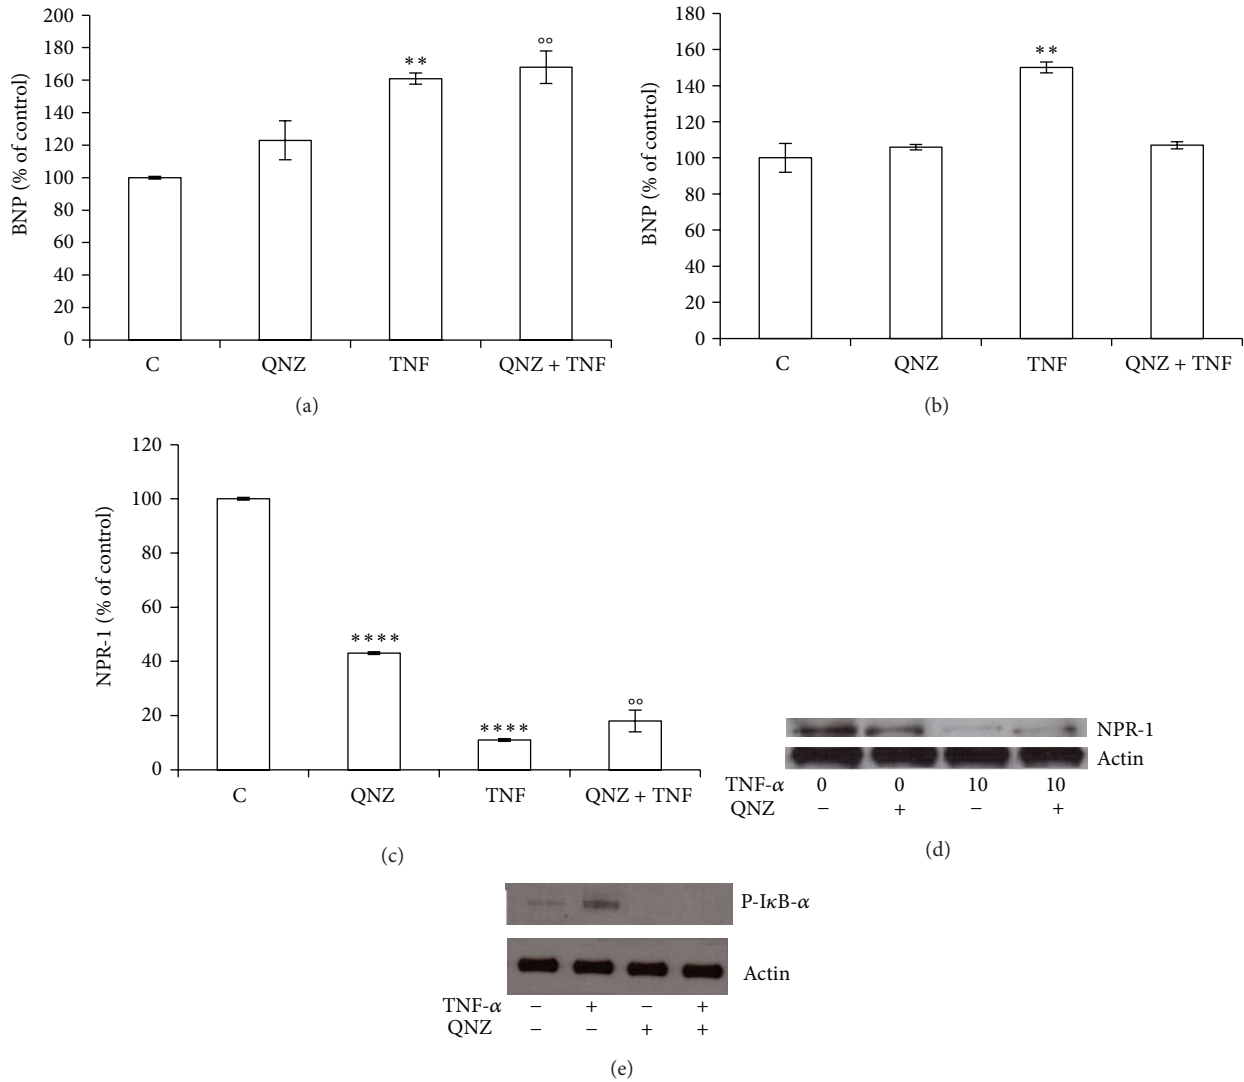 200
180
160
140
120
100
80
60
40
20
0
BNP (% of control)
**
°°
C QNZ TNF QNZ + TNF
(a)
180
160
140
120
100
80
60
40
20
0
BNP (% of control)
**
C QNZ TNF QNZ + TNF
(b)
120
100
80
60
40
20
0
NPR-1 (% of control)
****
****
°°
C QNZ TNF QNZ + TNF
(c)
NPR-1
Actin
TNF-α 0 0 10 10
QNZ − + − +
(d)
P-IκB-α
Actin
TNF-α − + − +
QNZ − − + +
(e)